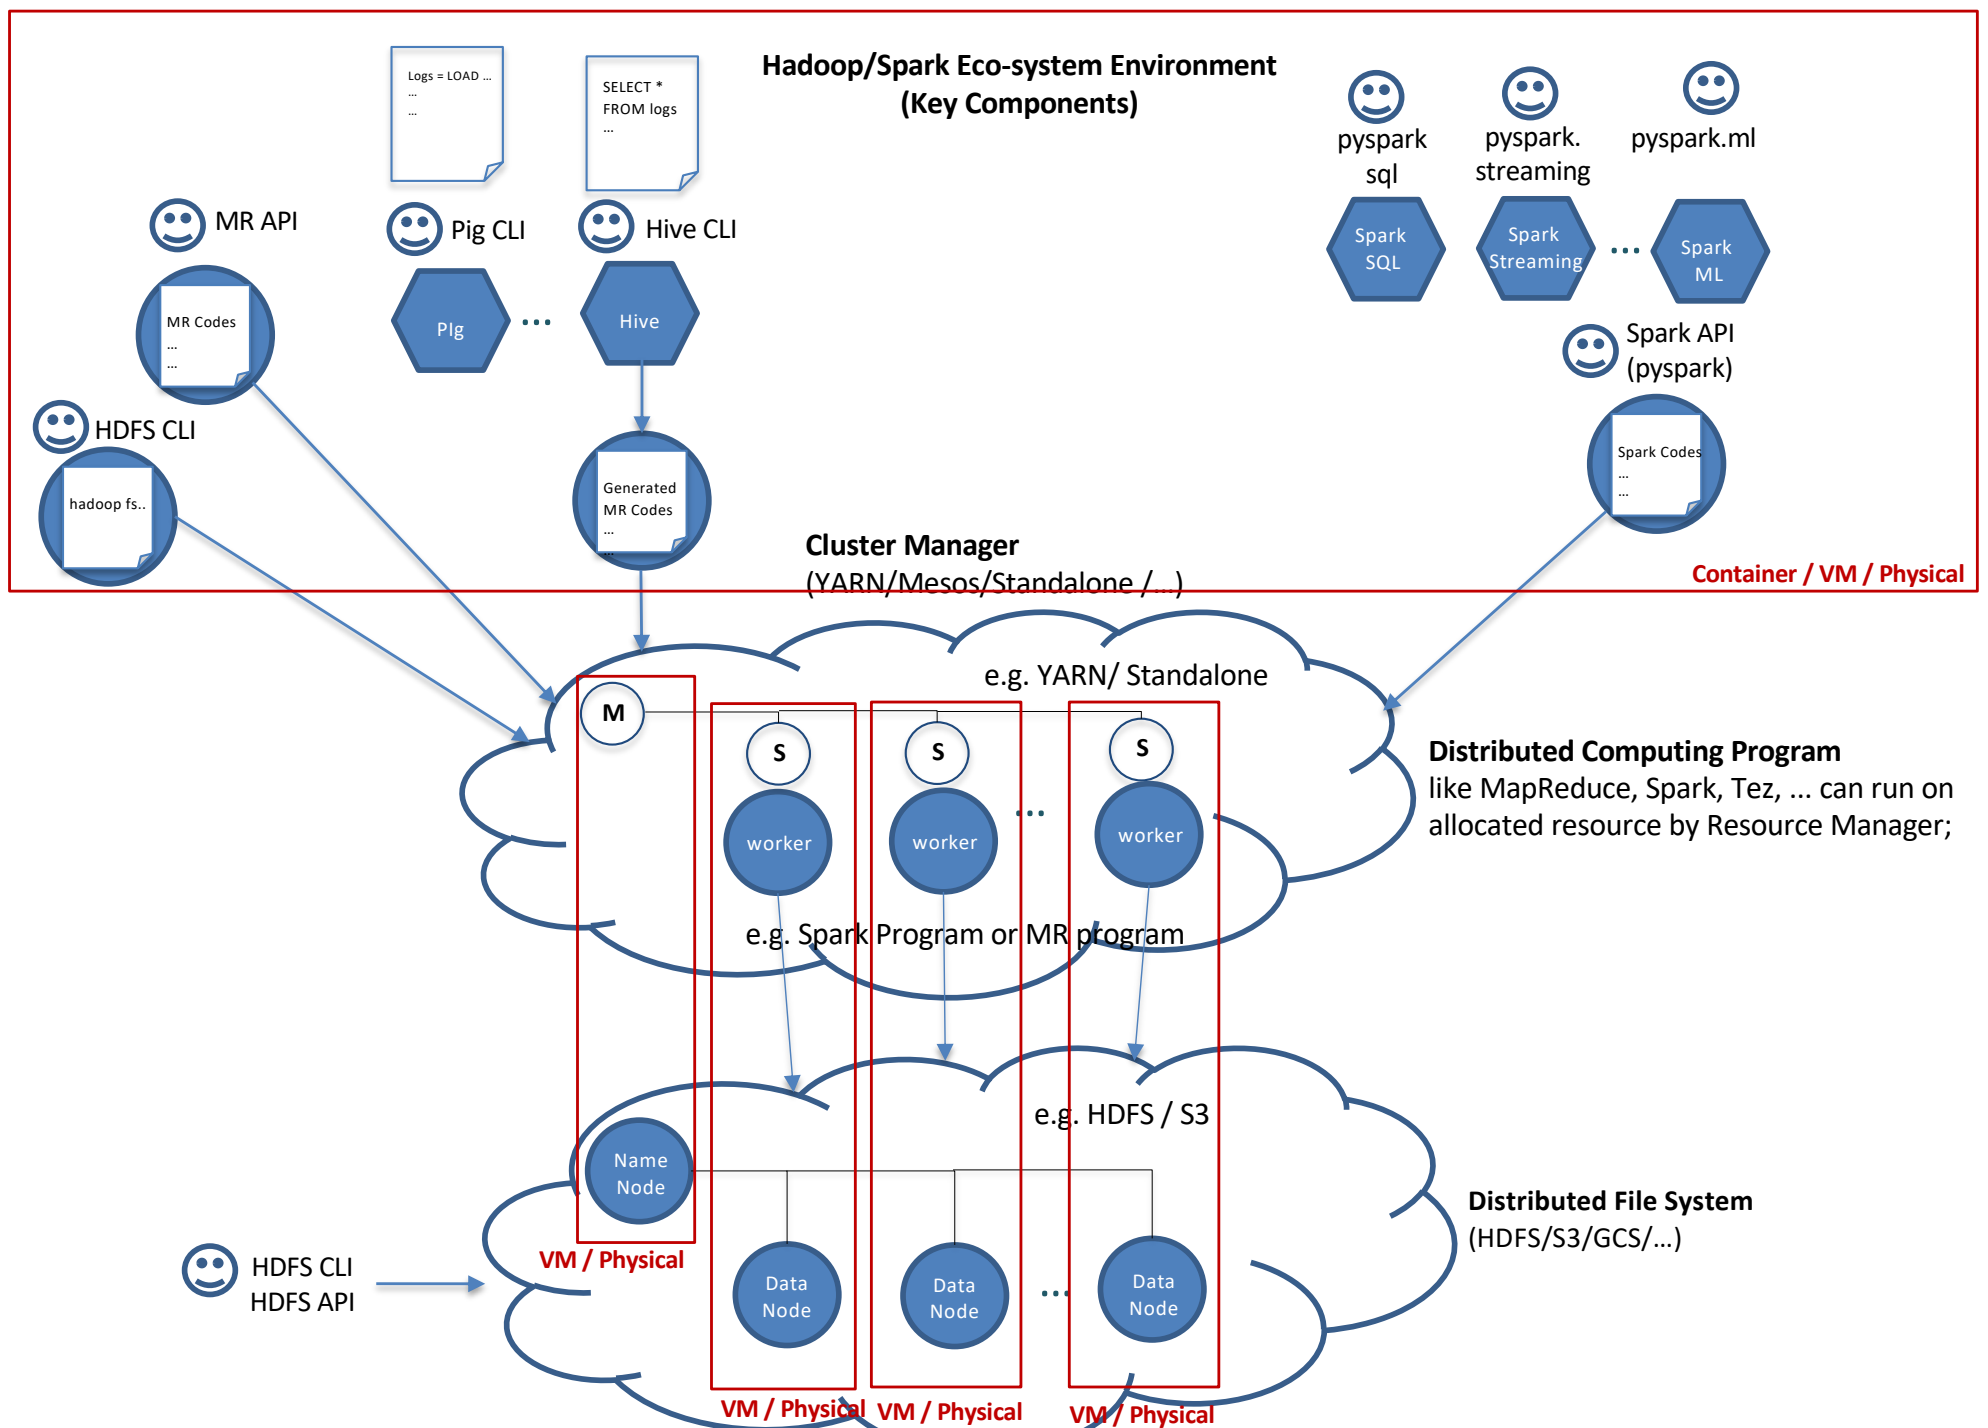 Hadoop/Spark Eco-system Environment
(Key Components)
Logs = LOAD ...
...
...
SELECT *
FROM logs
...
pyspark
sql
pyspark.
streaming
pyspark.ml
MR API
Pig CLI
Hive CLI
Spark
SQL
Spark
Streaming
...
Spark
ML
MR Codes
...
...
PIg
...
Hive
Spark API
(pyspark)
HDFS CLI
hadoop fs..
Generated
MR Codes
...
...
Spark Codes
...
...
Cluster Manager
(YARN/Mesos/Standalone /...)
Container / VM / Physical
e.g. YARN/ Standalone
M
S
S
S
worker
worker
...
worker
Distributed Computing Program
like MapReduce, Spark, Tez, ... can run on
allocated resource by Resource Manager;
e.g. Spark Program or MR program
e.g. HDFS / S3
Name
Node
Distributed File System
(HDFS/S3/GCS/...)
VM / Physical
HDFS CLI
HDFS API
Data
Node
Data
Node
...
Data
Node
VM / Physical
VM / Physical
VM / Physical